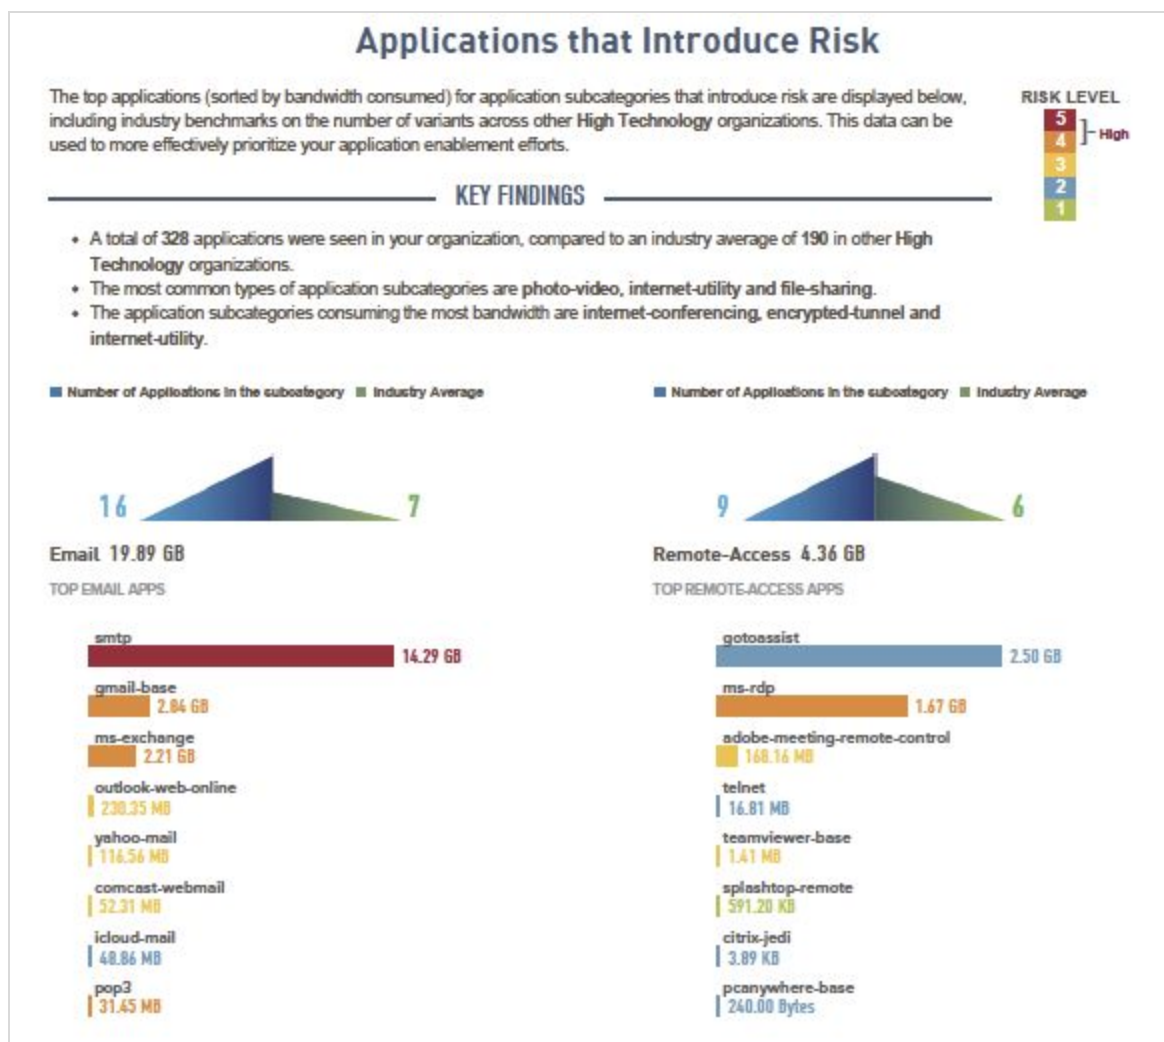 Applications that Introduce Risk
The top applications (sorted by bandwidth consumed) for application subcategories that introduce risk are displayed below,
including industry benchmarks on the number of variants across other High Technology organizations. This data can be
used to more effectively prioritize your application enablement efforts.
RISK LEVEL
5
4
High
3
2
1
KEY FINDINGS
• A total of 328 applications were seen in your organization, compared to an industry average of 190 in other High
Technology organizations.
• The most common types of application subcategories are photo-video, internet-utility and file-sharing.
• The application subcategories consuming the most bandwidth are internet-conferencing, encrypted-tunnel and
internet-utility.
Number of Applications in the subcategory Industry Average
16
7
Email 19.89 GB
TOP EMAIL APPS
smtp
14.29 GB
gmail-base
2.84 GB
ms-exchange
2.21 GB
outlook-web-online
230.35 MB
yahoo-mail
116.56 MB
comcast-webmail
52.31 MB
icloud-mail
48.86 MB
pop3
31.45 MB
Number of Applications in the subcategory Industry Average
9
6
Remote-Access 4.36 GB
TOP REMOTE-ACCESS APPS
gotoassist
2.50 GB
ms-rdp
1.67 GB
adobe-meeting-remote-control
168.16 MB
telnet
16.81 MB
teamviewer-base
1.41 MB
splashtop-remote
591.20 KB
citrix-jedi
3.89 KB
pcanywhere-base
240.00 Bytes